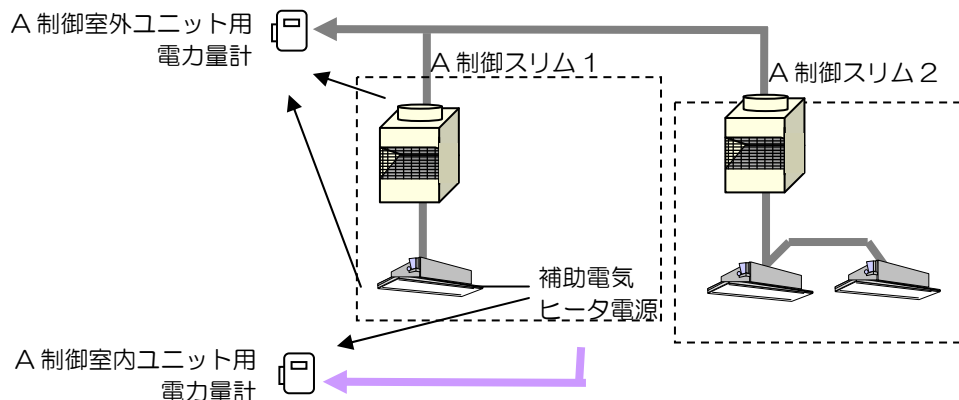 A 制御室外ユニット用
電力量計
A 制御スリム 1
A 制御スリム 2
補助電気
ヒータ電源
A 制御室内ユニット用
電力量計